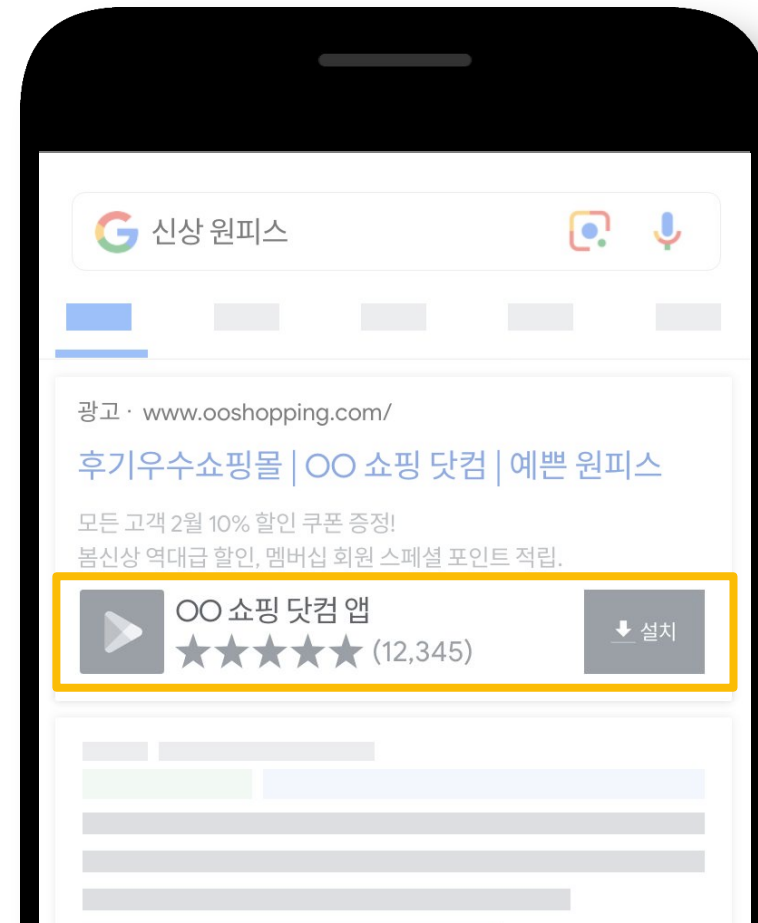 신상 원피스
광고 · www.ooshopping.com/
후기우수쇼핑몰 | OO 쇼핑 닷컴 | 예쁜 원피스
모든 고객 2월 10% 할인 쿠폰 증정!
봄신상 역대급 할인, 멤버십 회원 스페셜 포인트 적립.
OO 쇼핑 닷컴 앱
★★★★★ (12,345)
설치